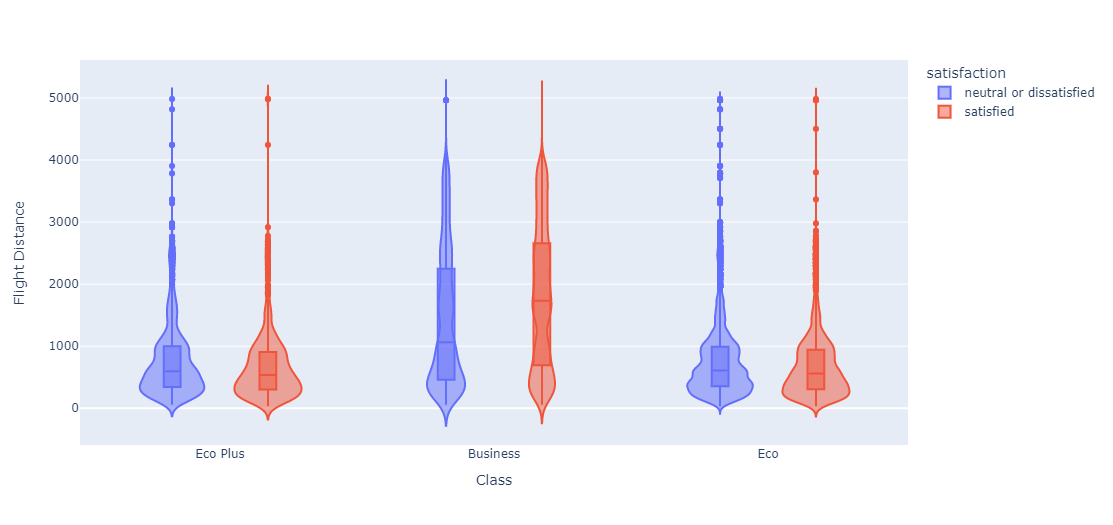 satisfaction
neutral or dissatisfied
satisfied
Flight Distance
5000
4000
3000
2000
1000
0
Eco Plus
Business
Eco
Class